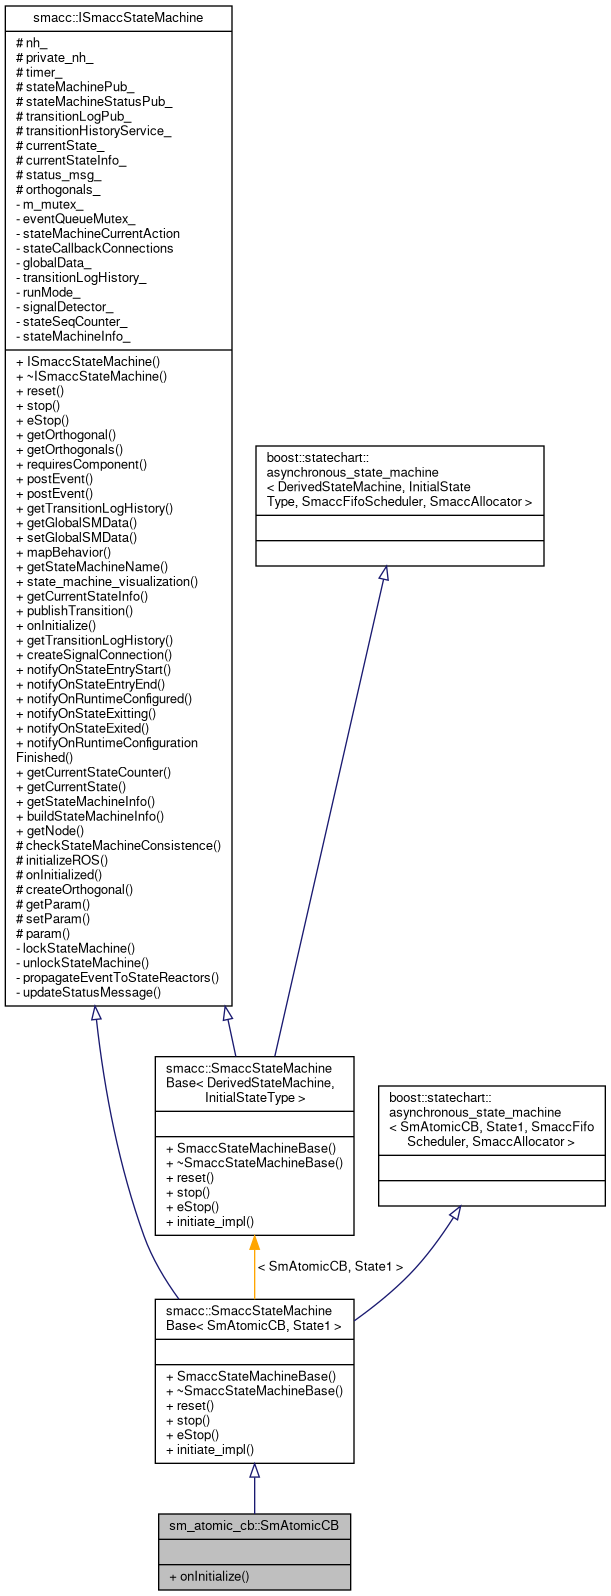 smacc::ISmaccStateMachine
# nh_
# private_nh_
# timer_
# stateMachinePub_
# stateMachineStatusPub_
# transitionLogPub_
# transitionHistoryService_
# currentState_
# currentStateInfo_
# status_msg_
# orthogonals_
- m_mutex_
- eventQueueMutex_
- stateMachineCurrentAction
- stateCallbackConnections
- globalData_
- transitionLogHistory_
- runMode_
- signalDetector_
- stateSeqCounter_
- stateMachineInfo_
+ ISmaccStateMachine()
+ ~ISmaccStateMachine()
+ reset()
+ stop()
+ eStop()
+ getOrthogonal()
+ getOrthogonals()
+ requiresComponent()
+ postEvent()
+ postEvent()
+ getTransitionLogHistory()
+ getGlobalSMData()
+ setGlobalSMData()
+ mapBehavior()
+ getStateMachineName()
+ state_machine_visualization()
+ getCurrentStateInfo()
+ publishTransition()
+ onInitialize()
+ getTransitionLogHistory()
+ createSignalConnection()
+ notifyOnStateEntryStart()
+ notifyOnStateEntryEnd()
+ notifyOnRuntimeConfigured()
+ notifyOnStateExitting()
+ notifyOnStateExited()
+ notifyOnRuntimeConfiguration
Finished()
+ getCurrentStateCounter()
+ getCurrentState()
+ getStateMachineInfo()
+ buildStateMachineInfo()
+ getNode()
# checkStateMachineConsistence()
# initializeROS()
# onInitialized()
# createOrthogonal()
# getParam()
# setParam()
# param()
- lockStateMachine()
- unlockStateMachine()
- propagateEventToStateReactors()
- updateStatusMessage()
boost::statechart::
asynchronous_state_machine
< DerivedStateMachine, InitialState
Type, SmaccFifoScheduler, SmaccAllocator >
smacc::SmaccStateMachine
Base< DerivedStateMachine,
InitialStateType >
+ SmaccStateMachineBase()
+ ~SmaccStateMachineBase()
+ reset()
+ stop()
+ eStop()
+ initiate_impl()
boost::statechart::
asynchronous_state_machine
< SmAtomicCB, State1, SmaccFifo
Scheduler, SmaccAllocator >
< SmAtomicCB, State1 >
smacc::SmaccStateMachine
Base< SmAtomicCB, State1 >
+ SmaccStateMachineBase()
+ ~SmaccStateMachineBase()
+ reset()
+ stop()
+ eStop()
+ initiate_impl()
sm_atomic_cb::SmAtomicCB
+ onInitialize()